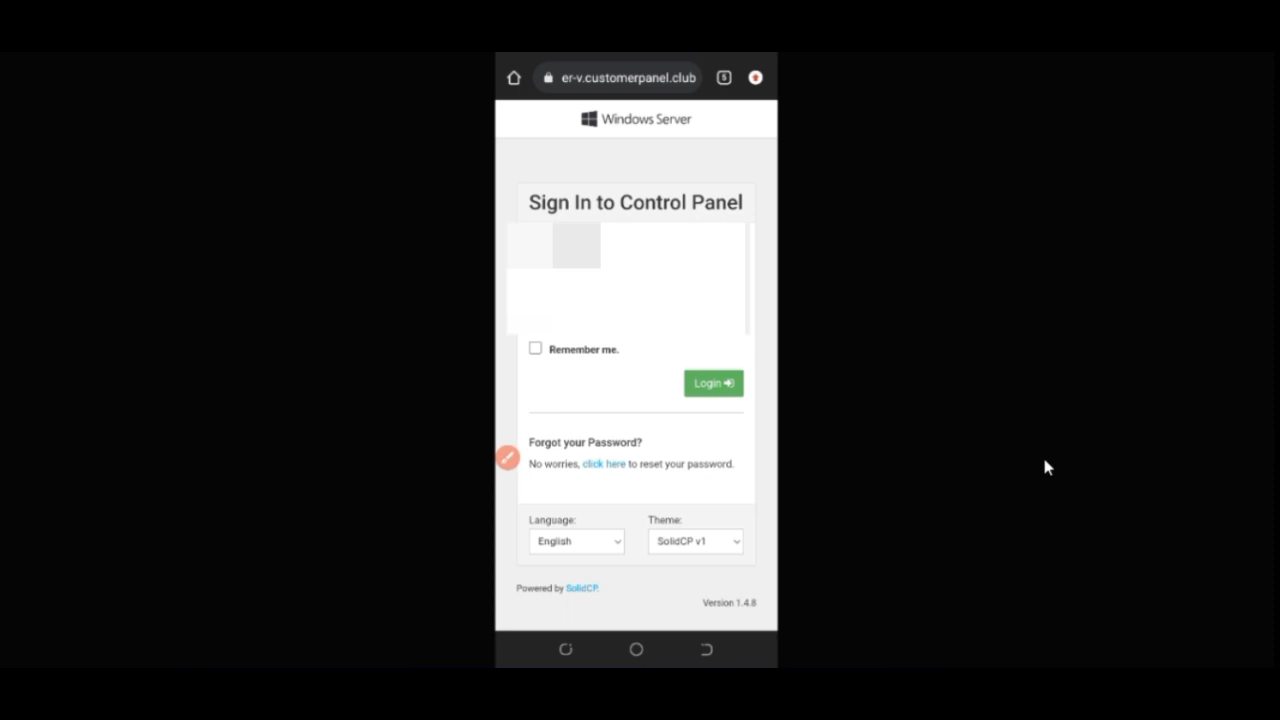 er-v.customerpanel.club
5
Windows Server
Sign In to Control Panel
Remember me.
Login
Forgot your Password?
No worries, click here to reset your password.
Language: Theme:
English SolidCP v1
Powered by SolidCP.
Version 1.4.8